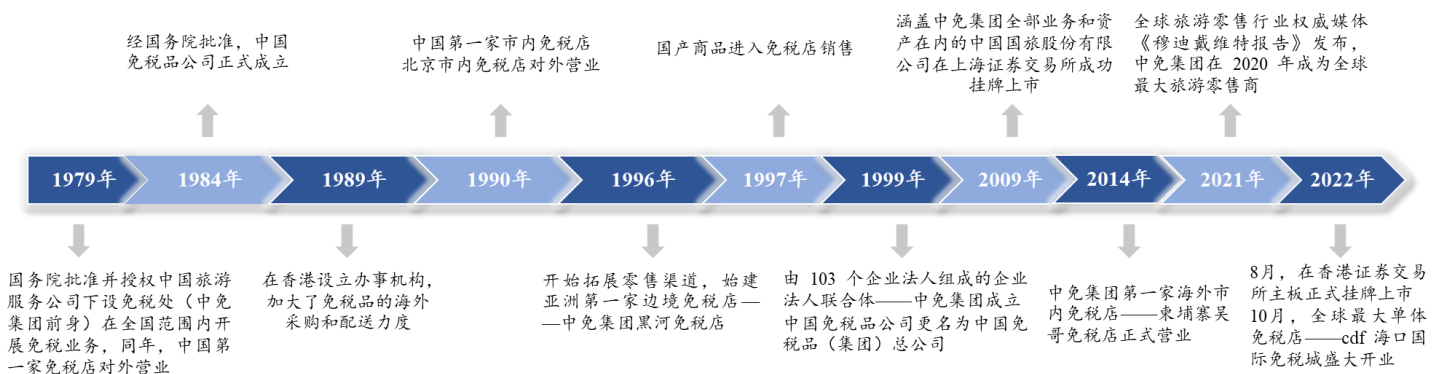 经国务院批准，中国
免税品公司正式成立
中国第一家市内免税店
北京市内免税店对外营业
国产商品进入免税店销售
涵盖中免集团全部业务和资
产在内的中国国旅股份有限
公司在上海证券交易所成功
挂牌上市
全球旅游零售行业权威媒体
《穆迪戴维特报告》发布，
中免集团在 2020 年成为全球
最大旅游零售商
1979年
1984年
1989年
1990年
1996年
1997年
1999年
2009年
2014年
2021年
2022年
国务院批准并授权中国旅游
服务公司下设免税处（中免
集团前身）在全国范围内开
展免税业务，同年，中国第
一家免税店对外营业
在香港设立办事机构，
加大了免税品的海外
采购和配送力度
开始拓展零售渠道，始建
亚洲第一家边境免税店—
—中免集团黑河免税店
由 103 个企业法人组成的企业
法人联合体——中免集团成立
中国免税品公司更名为中国免
税品（集团）总公司
中免集团第一家海外市
内免税店——柬埔寨吴
哥免税店正式营业
8月，在香港证券交易
所主板正式挂牌上市
10月，全球最大单体
免税店——cdf 海口国
际免税城盛大开业